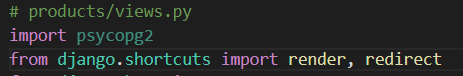 # products/views.py
import psycopg2
from django.shortcuts import render, redirect